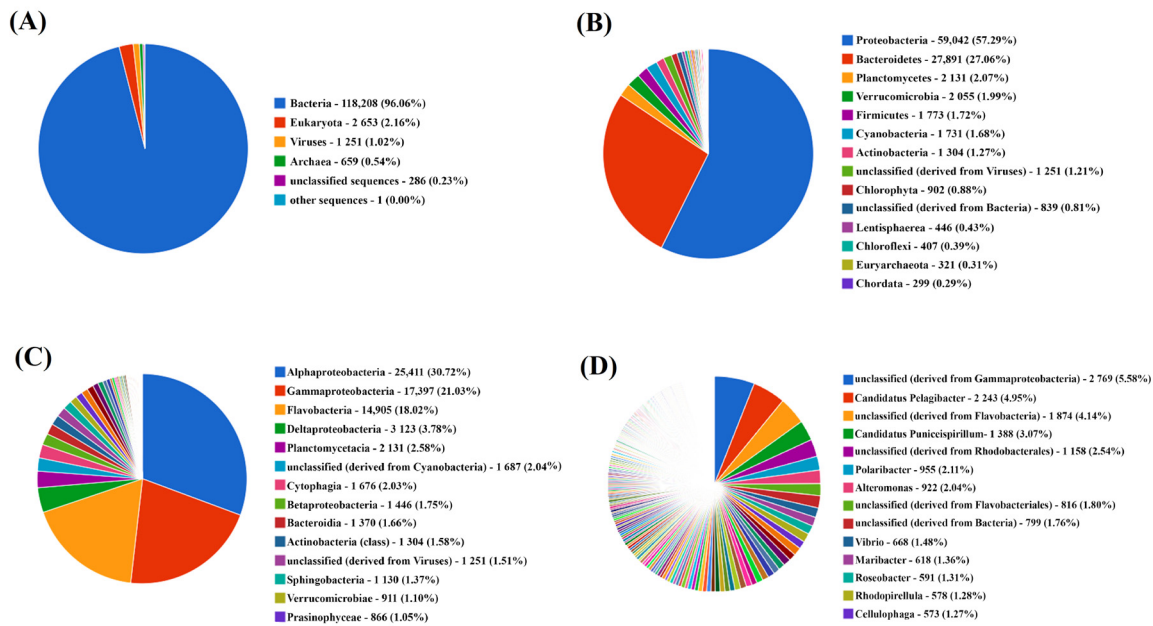 (A)
Bacteria - 118,208 (96.06%)
Eukaryota - 2 653 (2.16%)
Viruses - 1 251 (1.02%)
Archaea - 659 (0.54%)
unclassified sequences - 286 (0.23%)
other sequences - 1 (0.00%)
(B)
Proteobacteria - 59,042 (57.29%)
Bacteroidetes - 27,891 (27.06%)
Planctomycetes - 2 131 (2.07%)
Verrucomicrobia - 2 055 (1.99%)
Firmicutes - 1 773 (1.72%)
Cyanobacteria - 1 731 (1.68%)
Actinobacteria - 1 304 (1.27%)
unclassified (derived from Viruses) - 1 251 (1.21%)
Chlorophyta - 902 (0.88%)
unclassified (derived from Bacteria) - 839 (0.81%)
Lentisphaerea - 446 (0.43%)
Chloroflexi - 407 (0.39%)
Euryarchaeota - 321 (0.31%)
Chordata - 299 (0.29%)
(C)
Alphaproteobacteria - 25,411 (30.72%)
Gammaproteobacteria - 17,397 (21.03%)
Flavobacteria - 14,905 (18.02%)
Deltaproteobacteria - 3 123 (3.78%)
Planctomycetacia - 2 131 (2.58%)
unclassified (derived from Cyanobacteria) - 1 687 (2.04%)
Cytophagia - 1 676 (2.03%)
Betaproteobacteria - 1 446 (1.75%)
Bacteroidia - 1 370 (1.66%)
Actinobacteria (class) - 1 304 (1.58%)
unclassified (derived from Viruses) - 1 251 (1.51%)
Sphingobacteria - 1 130 (1.37%)
Verrucomicrobiae - 911 (1.10%)
Prasinophyceae - 866 (1.05%)
(D)
unclassified (derived from Gammaproteobacteria) - 2 769 (5.58%)
Candidatus Pelagibacter - 2 243 (4.95%)
unclassified (derived from Flavobacteria) - 1 874 (4.14%)
Candidatus Puniceispirillum- 1 388 (3.07%)
unclassified (derived from Rhodobacterales) - 1 158 (2.54%)
Polaribacter - 955 (2.11%)
Alteromonas - 922 (2.04%)
unclassified (derived from Flavobacteriales) - 816 (1.80%)
unclassified (derived from Bacteria) - 799 (1.76%)
Vibrio - 668 (1.48%)
Maribacter - 618 (1.36%)
Roseobacter - 591 (1.31%)
Rhodopirellula - 578 (1.28%)
Cellulophaga - 573 (1.27%)